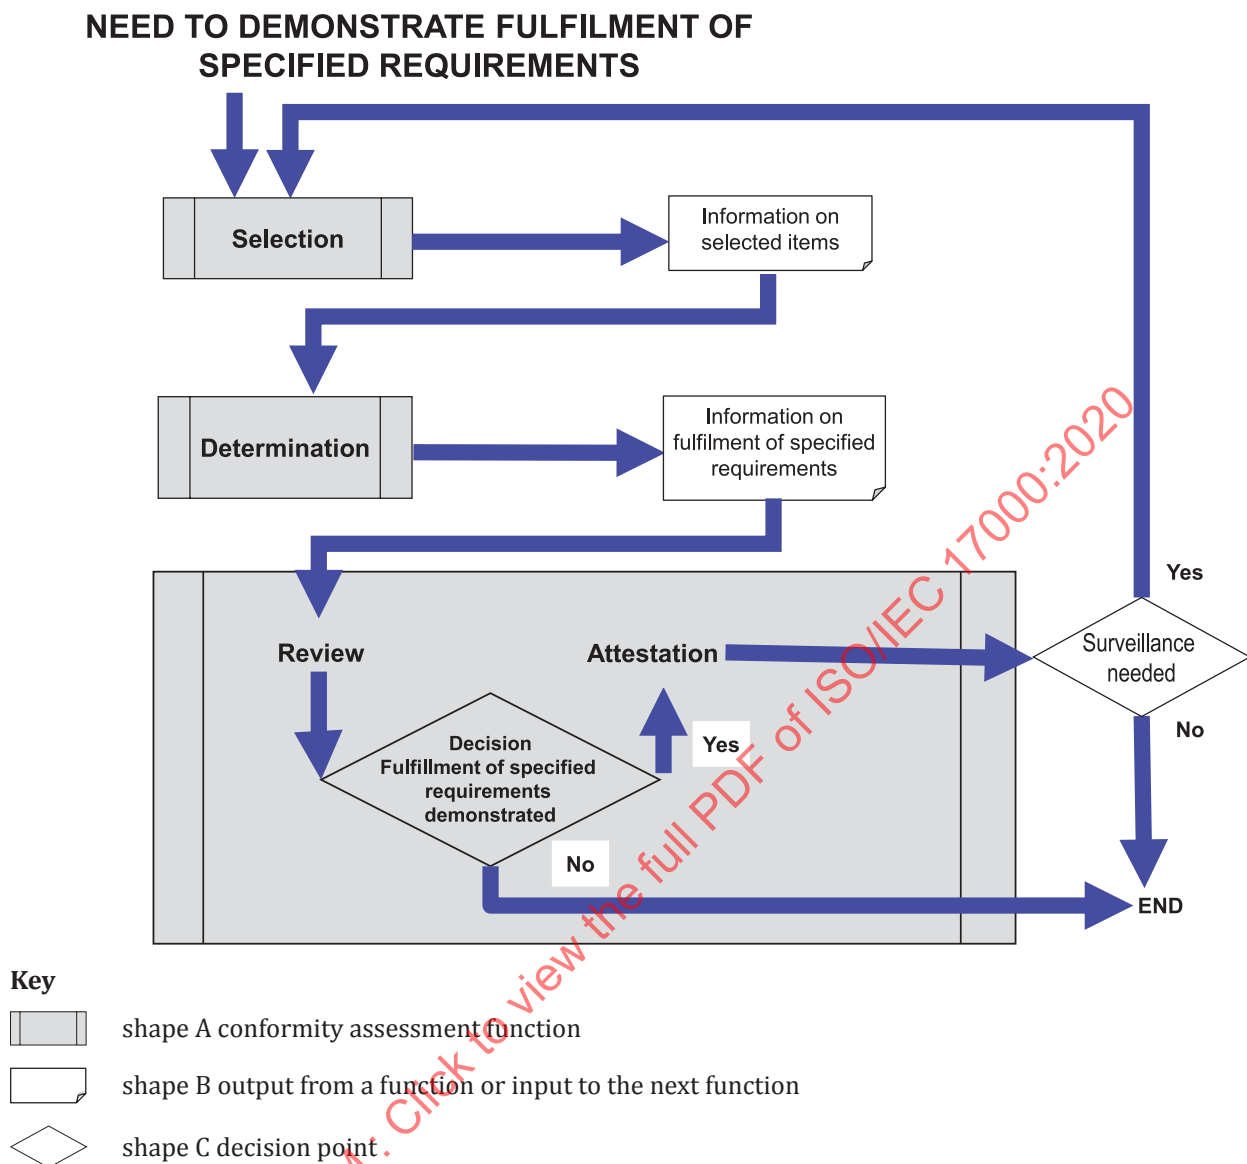 NEED TO DEMONSTRATE FULFILMENT OF
SPECIFIED REQUIREMENTS
Selection
Information on
selected items
Determination
Information on
fulfilment of specified
requirements
Review
Attestation
Yes
Surveillance
needed
No
Decision
Fulfillment of specified
requirements
demonstrated
Yes
No
END
Key
shape A conformity assessment function
shape B output from a function or input to the next function
shape C decision point
: Click to view the full PDF of ISO/IEC 17000:2020